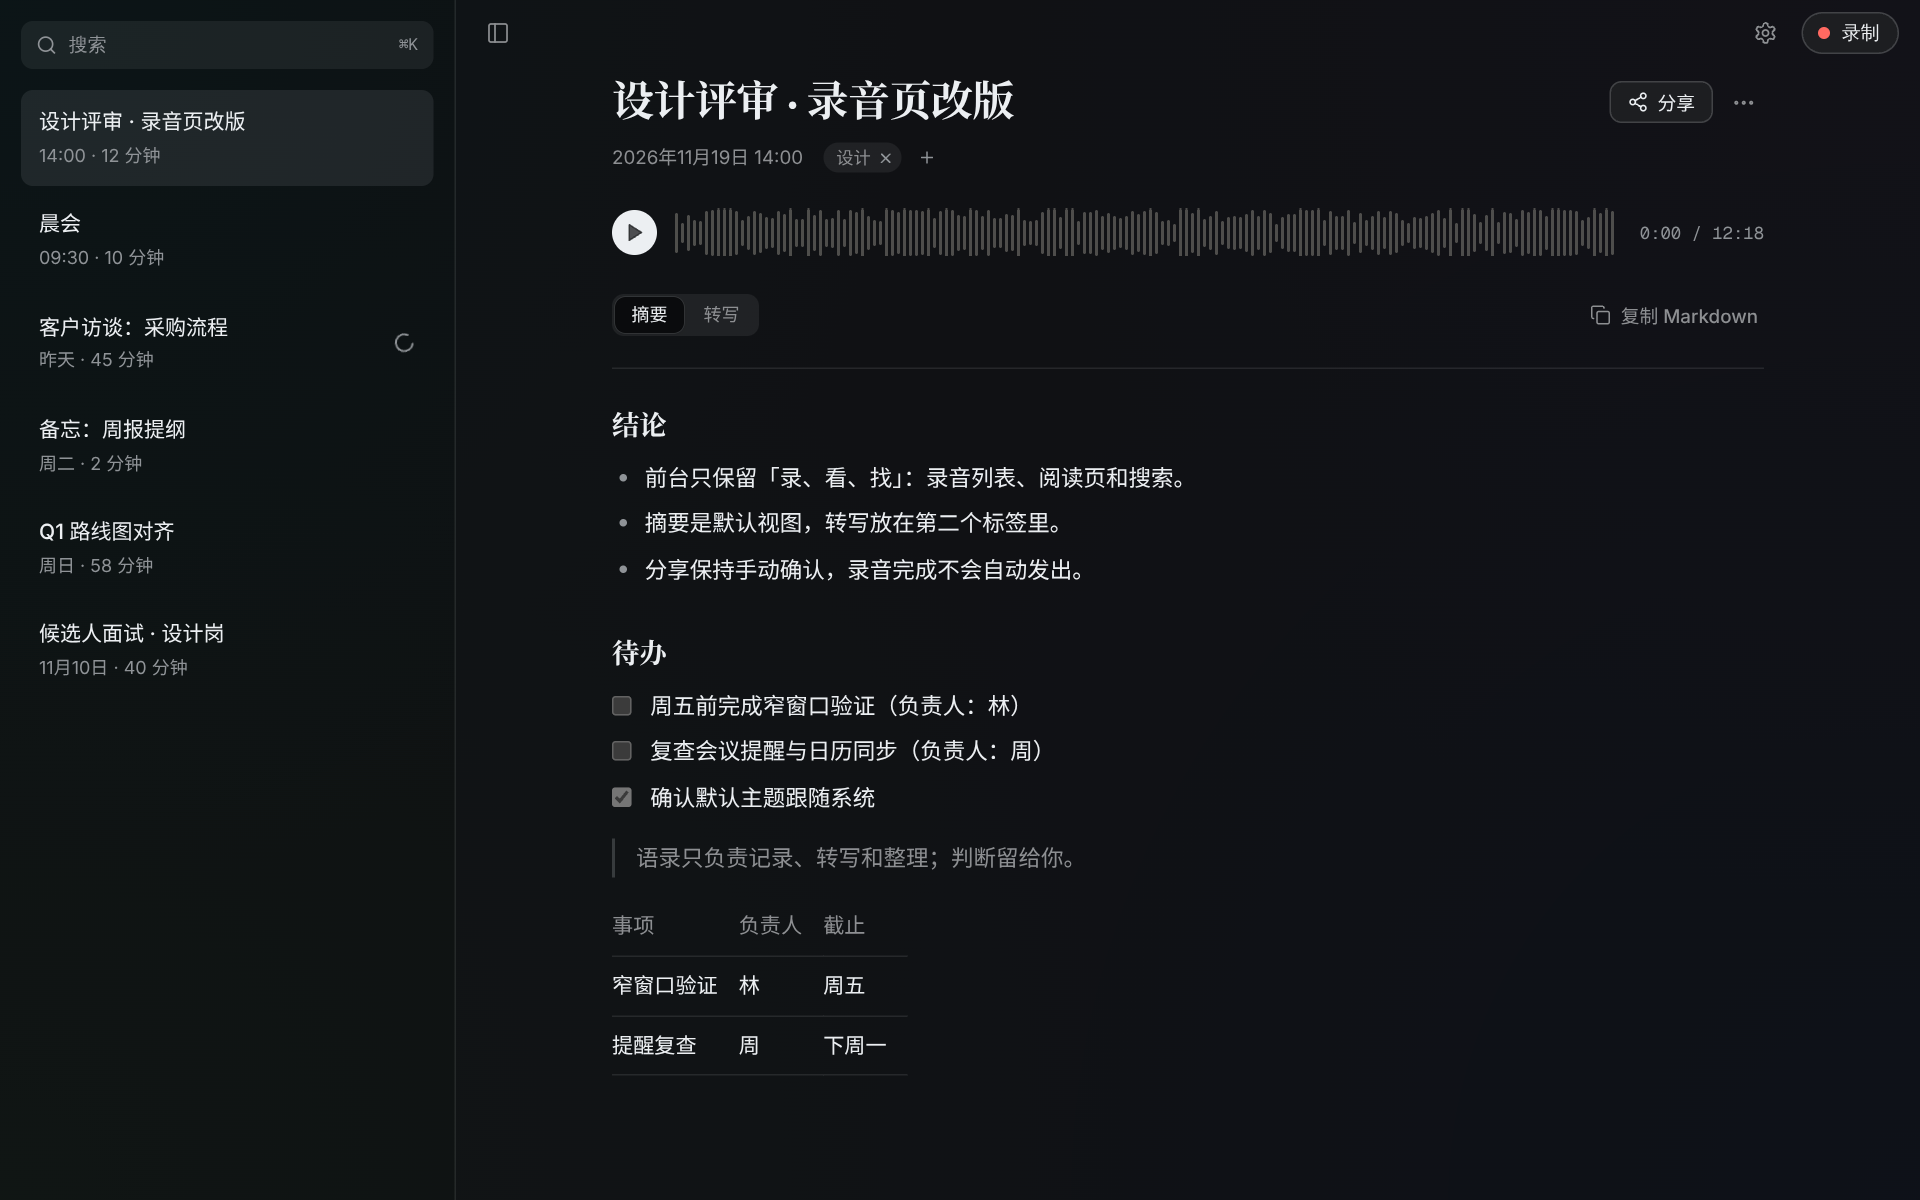 搜索 ⌘K
设计评审 · 录音页改版
14:00 · 12 分钟
晨会
09:30 · 10 分钟
客户访谈：采购流程
昨天 · 45 分钟
备忘：周报提纲
周二 · 2 分钟
Q1 路线图对齐
周日 · 58 分钟
候选人面试 · 设计岗
11月10日 · 40 分钟
录制
设计评审 · 录音页改版
分享
2026年11月19日 14:00 设计
0:00 / 12:18
摘要 转写
复制 Markdown
结论
前台只保留「录、看、找」：录音列表、阅读页和搜索。
摘要是默认视图，转写放在第二个标签里。
分享保持手动确认，录音完成不会自动发出。
待办
周五前完成窄窗口验证（负责人：林）
复查会议提醒与日历同步（负责人：周）
确认默认主题跟随系统
语录只负责记录、转写和整理；判断留给你。
事项 负责人 截止
窄窗口验证 林 周五
提醒复查 周 下周一